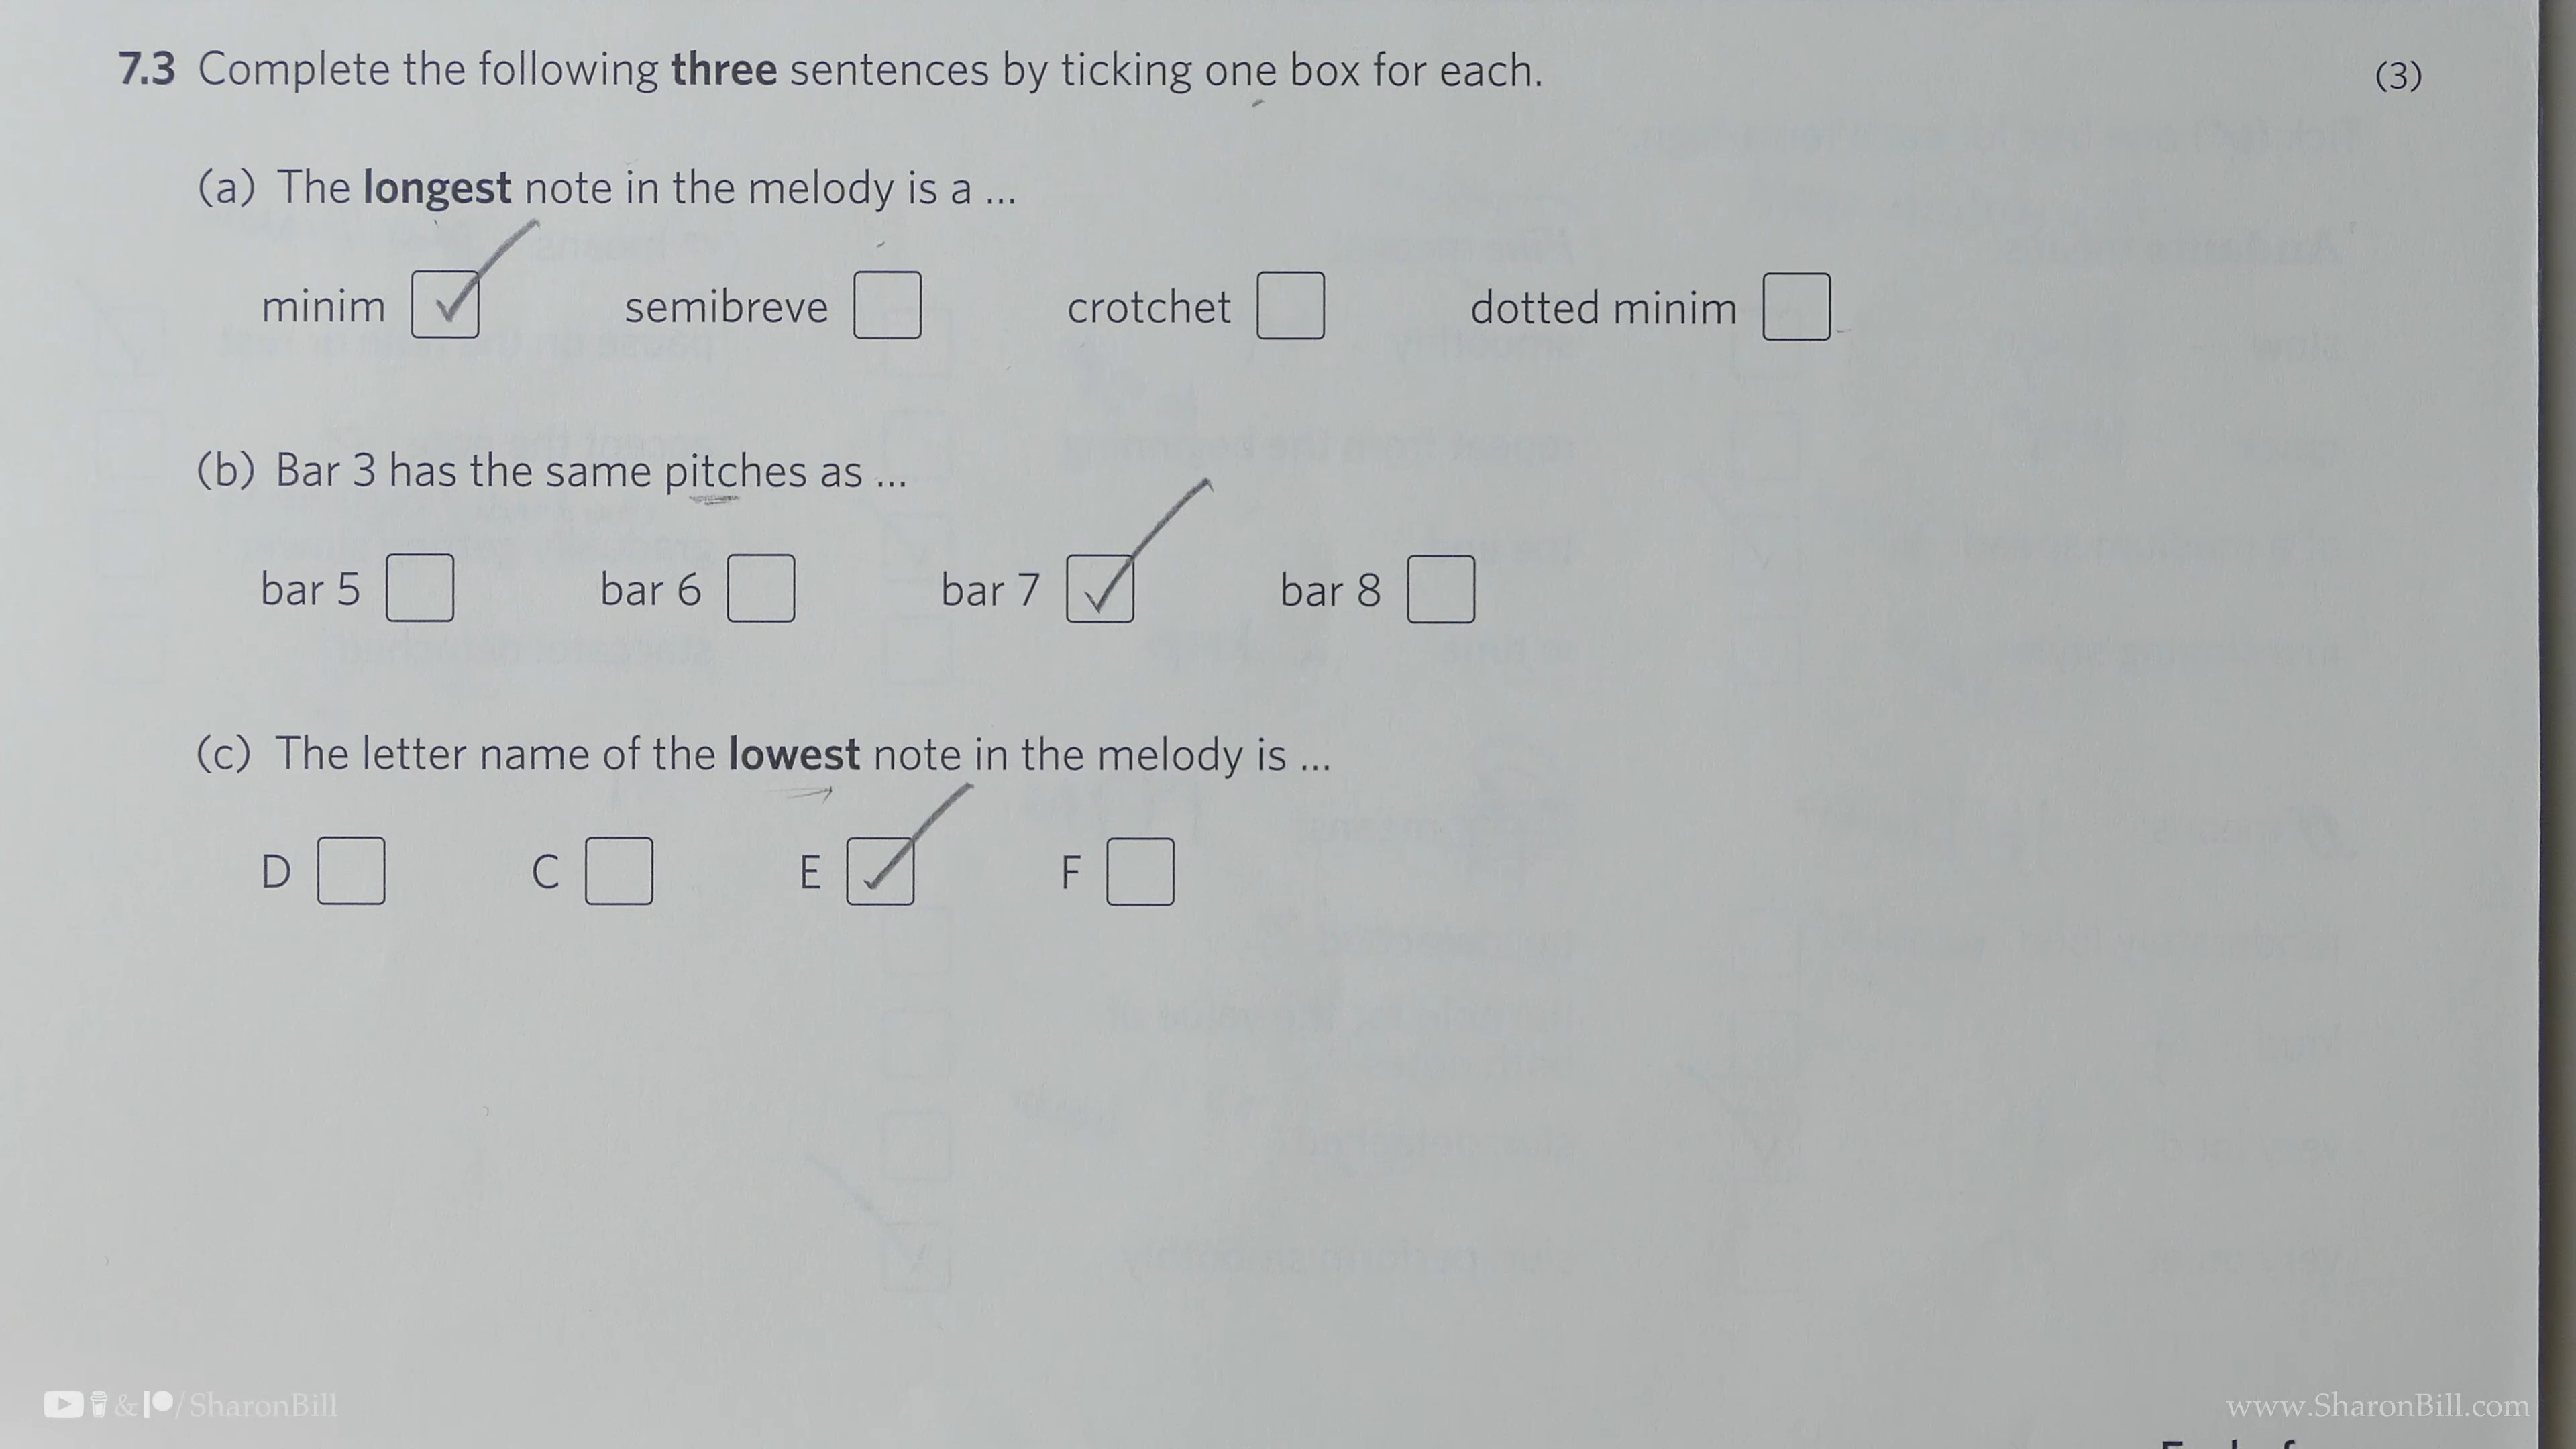 7.3 Complete the following three sentences by ticking one box for each. (3)
(a) The longest note in the melody is a ...
minim semibreve crotchet dotted minim
(b) Bar 3 has the same pitches as ...
bar 5 bar 6 bar 7 bar 8
(c) The letter name of the lowest note in the melody is ...
D C E F
& /SharonBill www.SharonBill.com